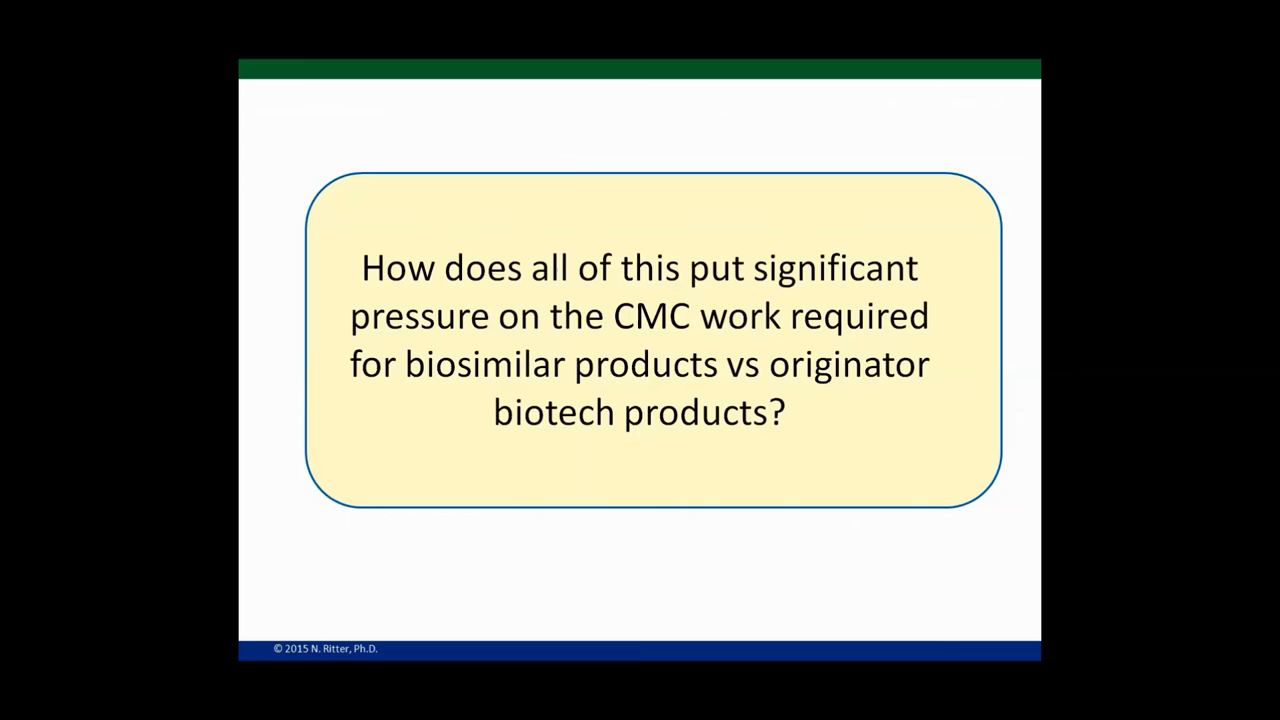 How does all of this put significant
pressure on the CMC work required
for biosimilar products vs originator
biotech products?
© 2015 N. Ritter, Ph.D.